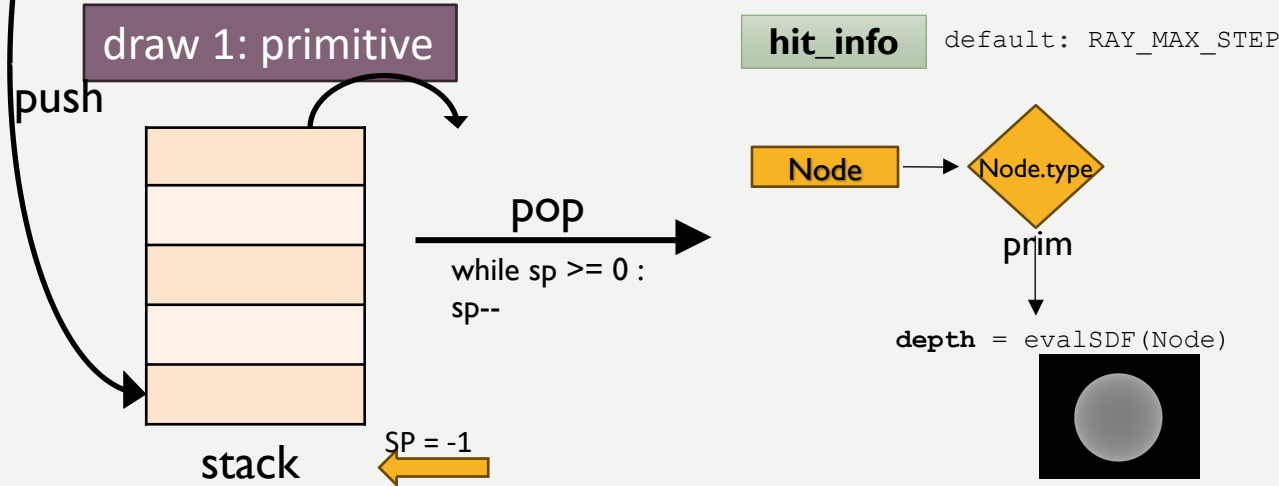 draw 1: primitive
hit_info
default: RAY_MAX_STEP
push
Node
Node.type
pop
prim
while sp >= 0 :
sp--
depth = evalSDF(Node)
SP = -1
stack